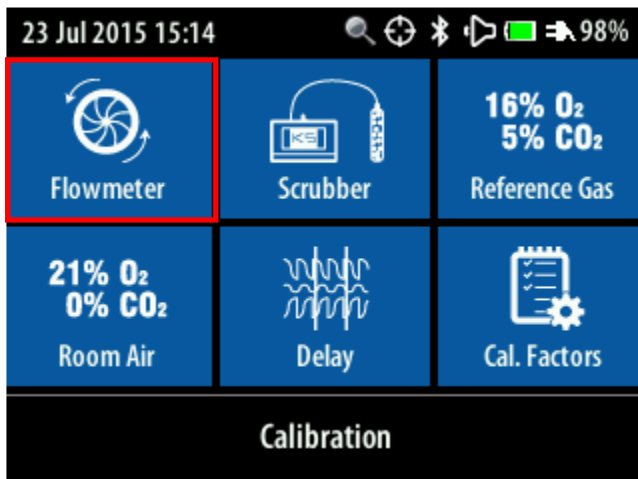 23 Jul 2015 15:14 98%
16% O₂
5% CO₂
K5
Flowmeter Scrubber Reference Gas
21% O₂
0% CO₂
Room Air Delay Cal. Factors
Calibration